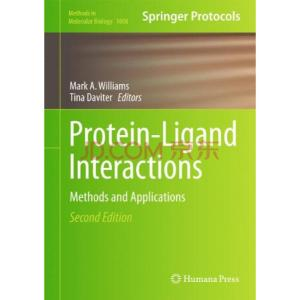 Methods in
Molecular Biology 1008
Springer Protocols
Mark A. Williams
Tina Daviter Editors
Protein-Ligand
JD.COM 京东
Interactions
Methods and Applications
Second Edition
Humana Press